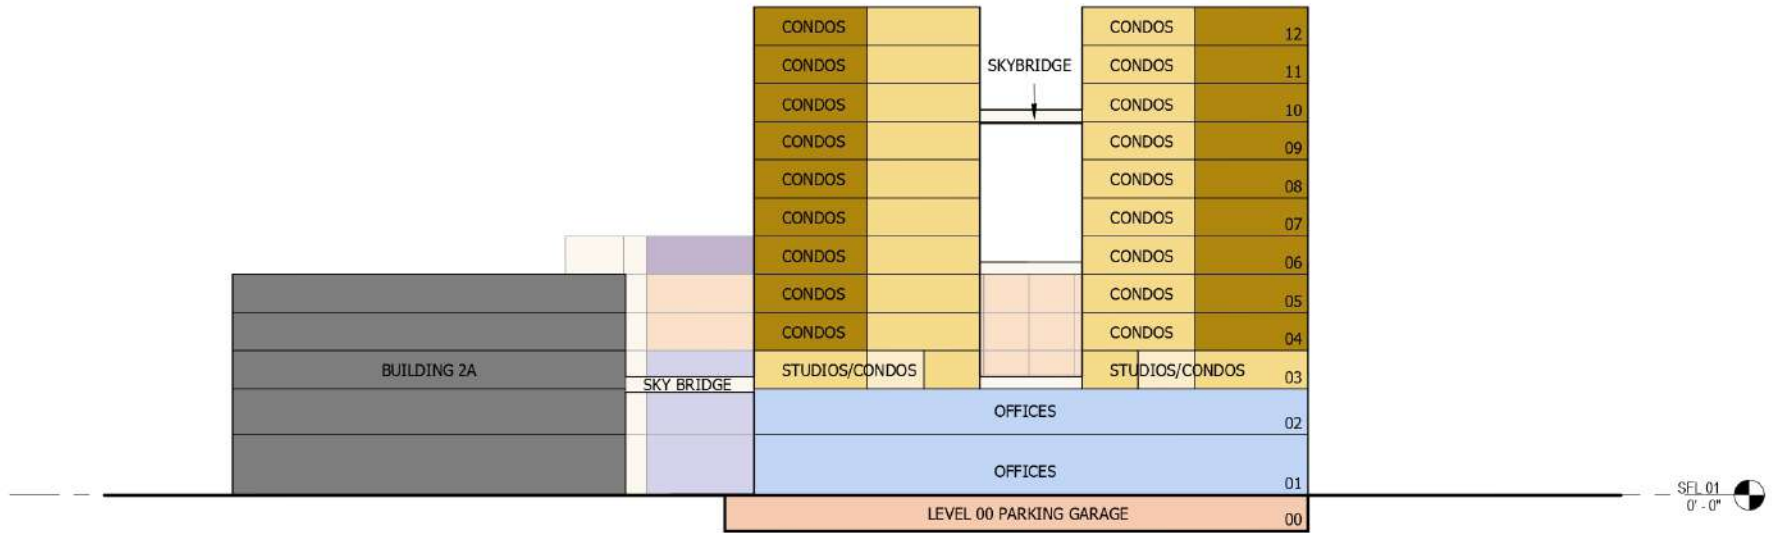 CONDOS CONDOS 12
CONDOS SKYBRIDGE CONDOS 11
CONDOS CONDOS 10
CONDOS CONDOS 09
CONDOS CONDOS 08
CONDOS CONDOS 07
CONDOS CONDOS 06
CONDOS CONDOS 05
CONDOS CONDOS 04
BUILDING 2A STUDIOS/CONDOS STUDIOS/CONDOS 03
SKY BRIDGE
OFFICES 02
OFFICES 01
SFL 01
0' - 0"
LEVEL 00 PARKING GARAGE 00